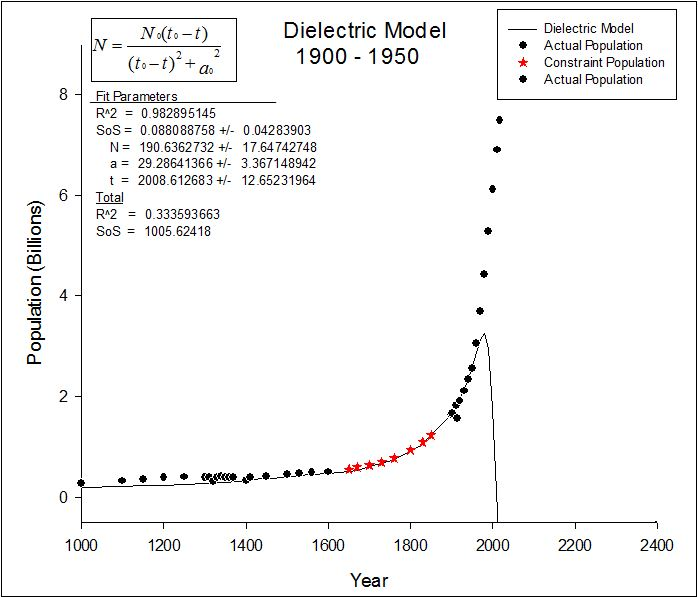 Dielectric Model
1900 - 1950
N = N₀(t₀ – t) / (t₀ – t)² + a₀²
Dielectric Model
Actual Population
Constraint Population
Actual Population
Fit Parameters
R^2 = 0.982895145
SoS = 0.088088758 +/- 0.04283903
N = 190.6362732 +/- 17.64742748
a = 29.28641366 +/- 3.367148942
t = 2008.612683 +/- 12.65231964
Total
R^2 = 0.333593663
SoS = 1005.62418
Population (Billions)
8
6
4
2
0
1000 1200 1400 1600 1800 2000 2200 2400
Year